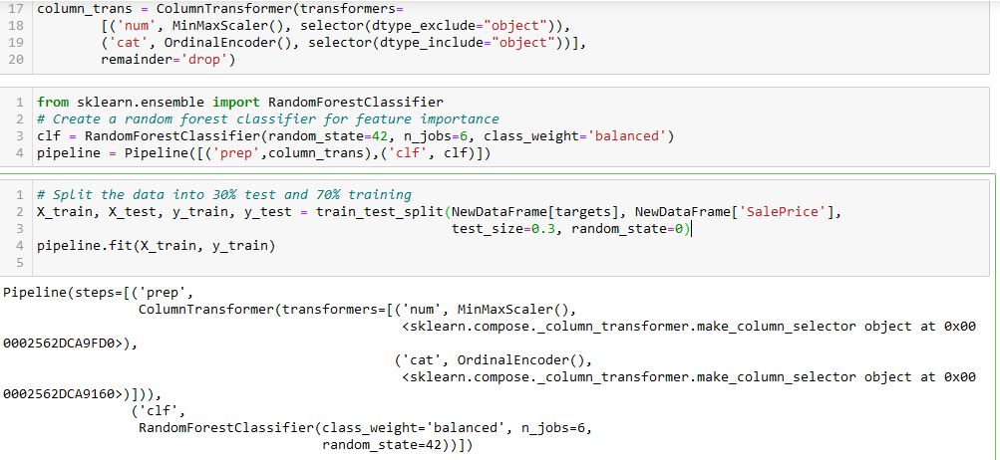 17 column_trans = ColumnTransformer(transformers=
18 [('num', MinMaxScaler(), selector(dtype_exclude="object")),
19 ('cat', OrdinalEncoder(), selector(dtype_include="object"))],
20 remainder='drop')
1 from sklearn.ensemble import RandomForestClassifier
2 # Create a random forest classifier for feature importance
3 clf = RandomForestClassifier(random_state=42, n_jobs=6, class_weight='balanced')
4 pipeline = Pipeline([('prep',column_trans),('clf', clf)])
1 # Split the data into 30% test and 70% training
2 X_train, X_test, y_train, y_test = train_test_split(NewDataFrame[targets], NewDataFrame['SalePrice'],
3 test_size=0.3, random_state=0)
4 pipeline.fit(X_train, y_train)
5
Pipeline(steps=[('prep',
ColumnTransformer(transformers=[('num', MinMaxScaler(),
<sklearn.compose._column_transformer.make_column_selector object at 0x00
0002562DCA9FD0>),
('cat', OrdinalEncoder(),
<sklearn.compose._column_transformer.make_column_selector object at 0x00
0002562DCA9160>)])),
('clf',
RandomForestClassifier(class_weight='balanced', n_jobs=6,
random_state=42))])